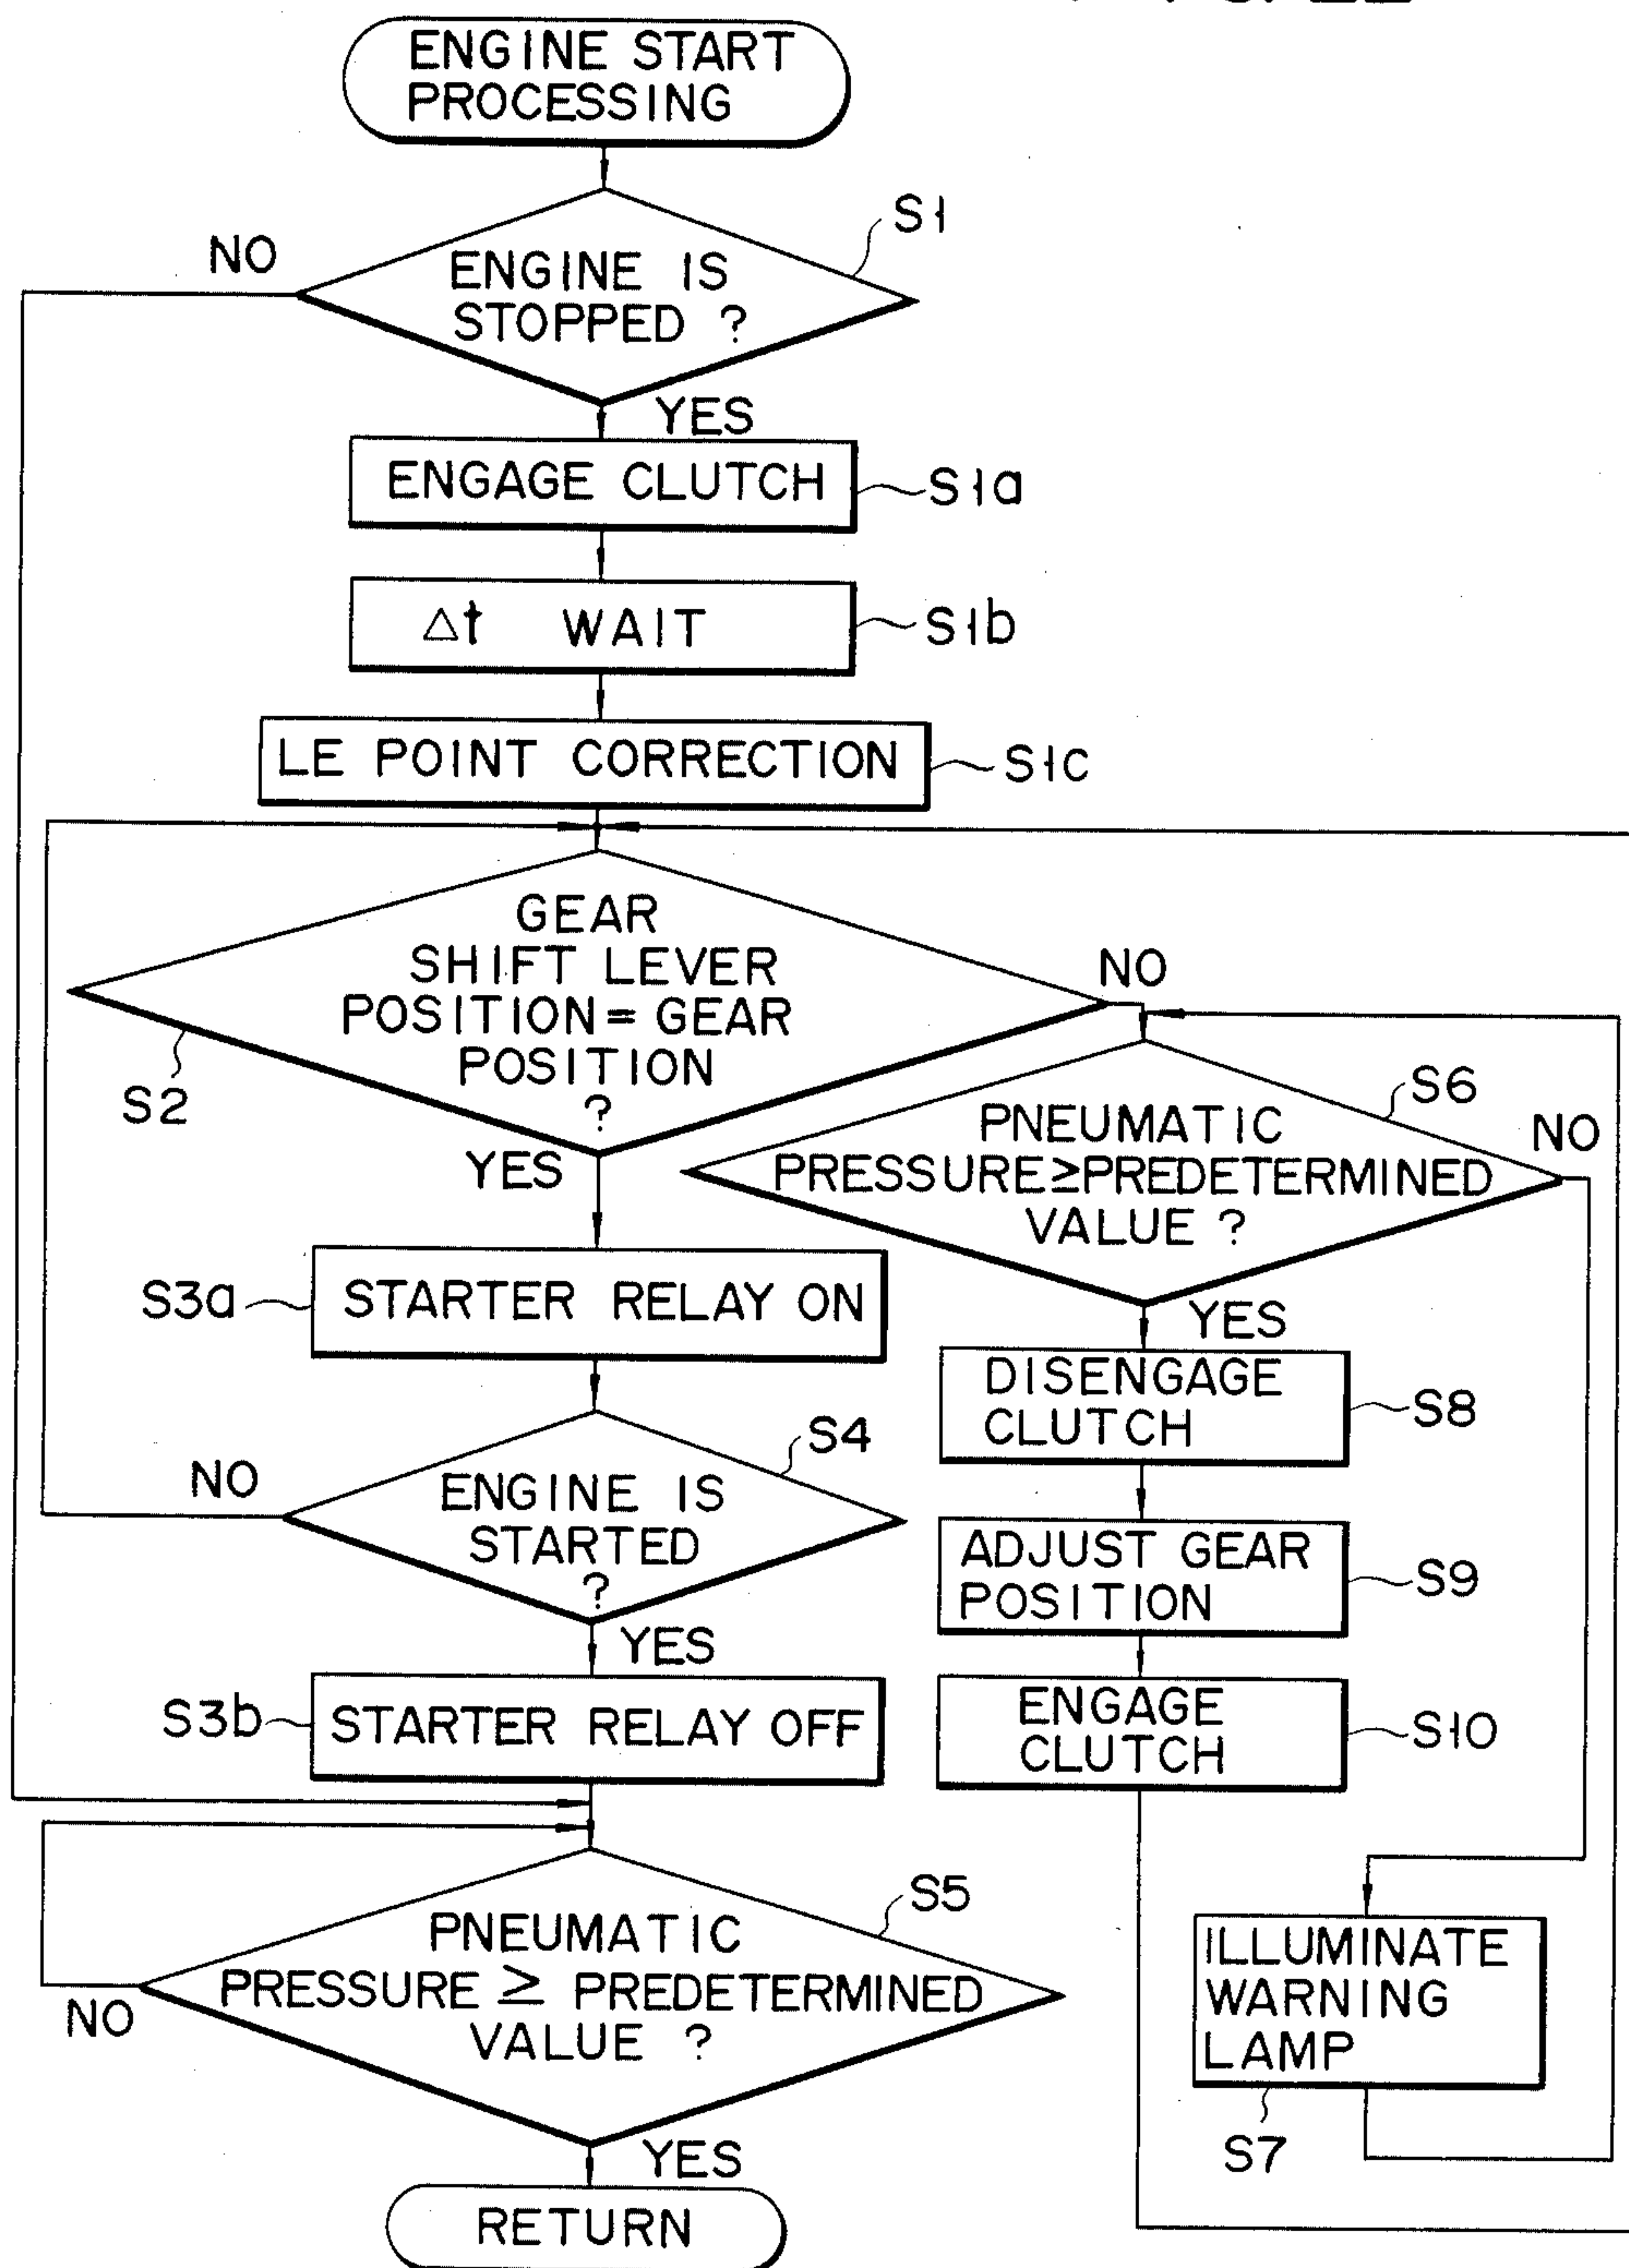 ENGINE START
PROCESSING
S1
NO
ENGINE IS
STOPPED ?
YES
ENGAGE CLUTCH
S1a
Δt WAIT
S1b
LE POINT CORRECTION
S1c
GEAR
SHIFT LEVER
POSITION = GEAR
POSITION
?
NO
S2
YES
S6
PNEUMATIC
PRESSURE≥PREDETERMINED
VALUE ?
NO
YES
S3a
STARTER RELAY ON
DISENGAGE
CLUTCH
S8
S4
NO
ENGINE IS
STARTED
?
YES
ADJUST GEAR
POSITION
S9
S3b
STARTER RELAY OFF
ENGAGE
CLUTCH
S10
S5
PNEUMATIC
PRESSURE ≥ PREDETERMINED
VALUE ?
NO
YES
ILLUMINATE
WARNING
LAMP
S7
RETURN